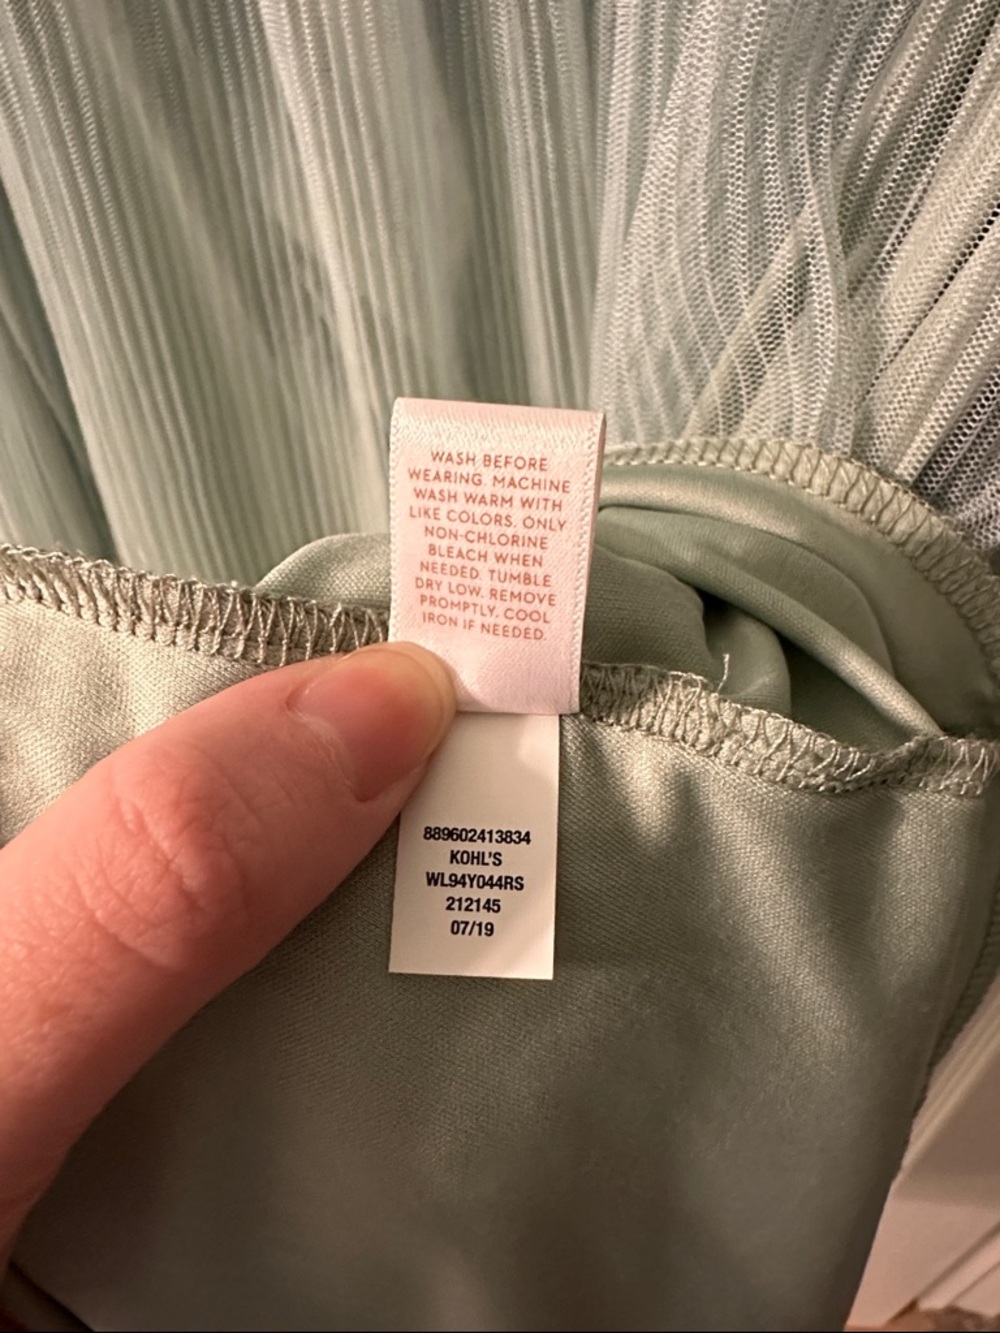 WASH BEFORE
WEARING. MACHINE
WASH WARM WITH
LIKE COLORS. ONLY
NON-CHLORINE
BLEACH WHEN
NEEDED. TUMBLE
DRY LOW. REMOVE
PROMPTLY. COOL
IRON IF NEEDED.
889602413834
KOHL'S
WL94Y044RS
212145
07/19